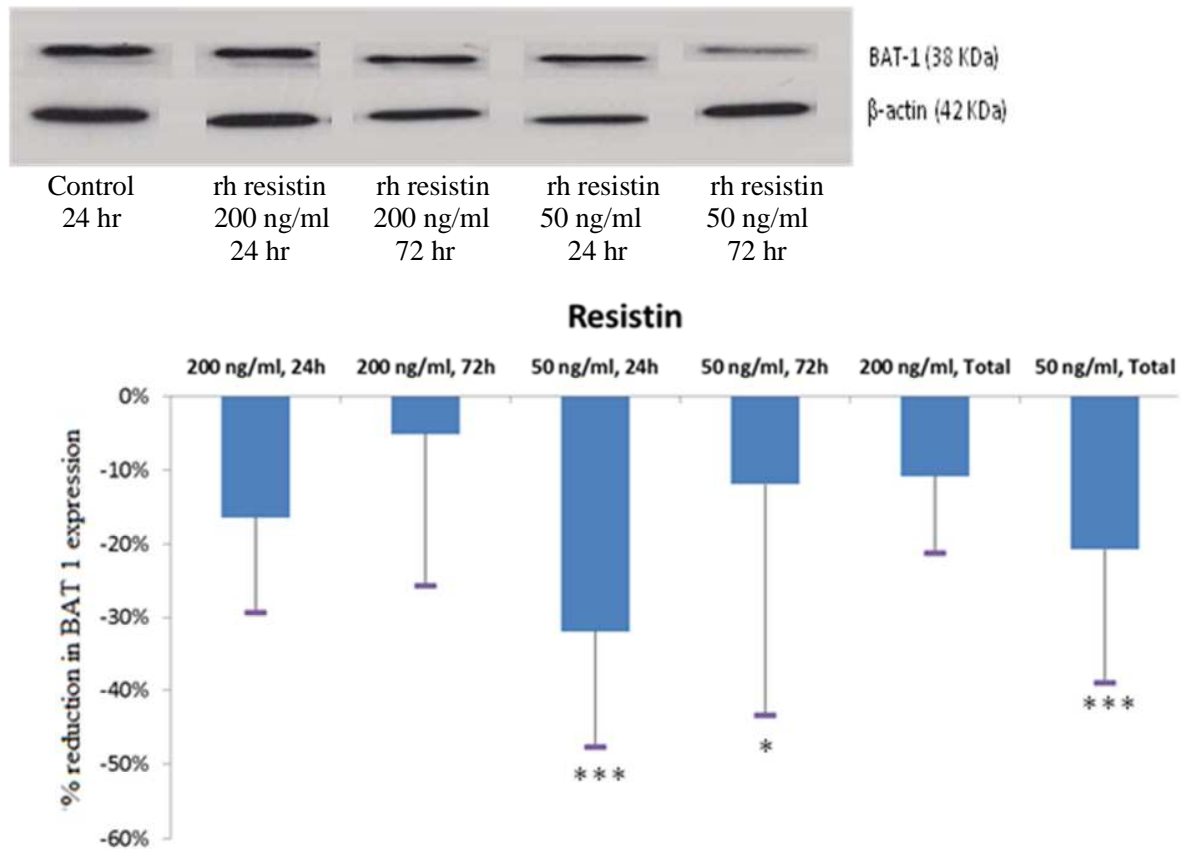 BAT-1 (38 KDa)
β-actin (42 KDa)
Control rh resistin rh resistin rh resistin rh resistin
24 hr 200 ng/ml 200 ng/ml 50 ng/ml 50 ng/ml
24 hr 72 hr 24 hr 72 hr
Resistin
200 ng/ml, 24h 200 ng/ml, 72h 50 ng/ml, 24h 50 ng/ml, 72h 200 ng/ml, Total 50 ng/ml, Total
0%
-10%
-20%
-30%
-40%
-50%
-60%
% reduction in BAT 1 expression
***
*
***